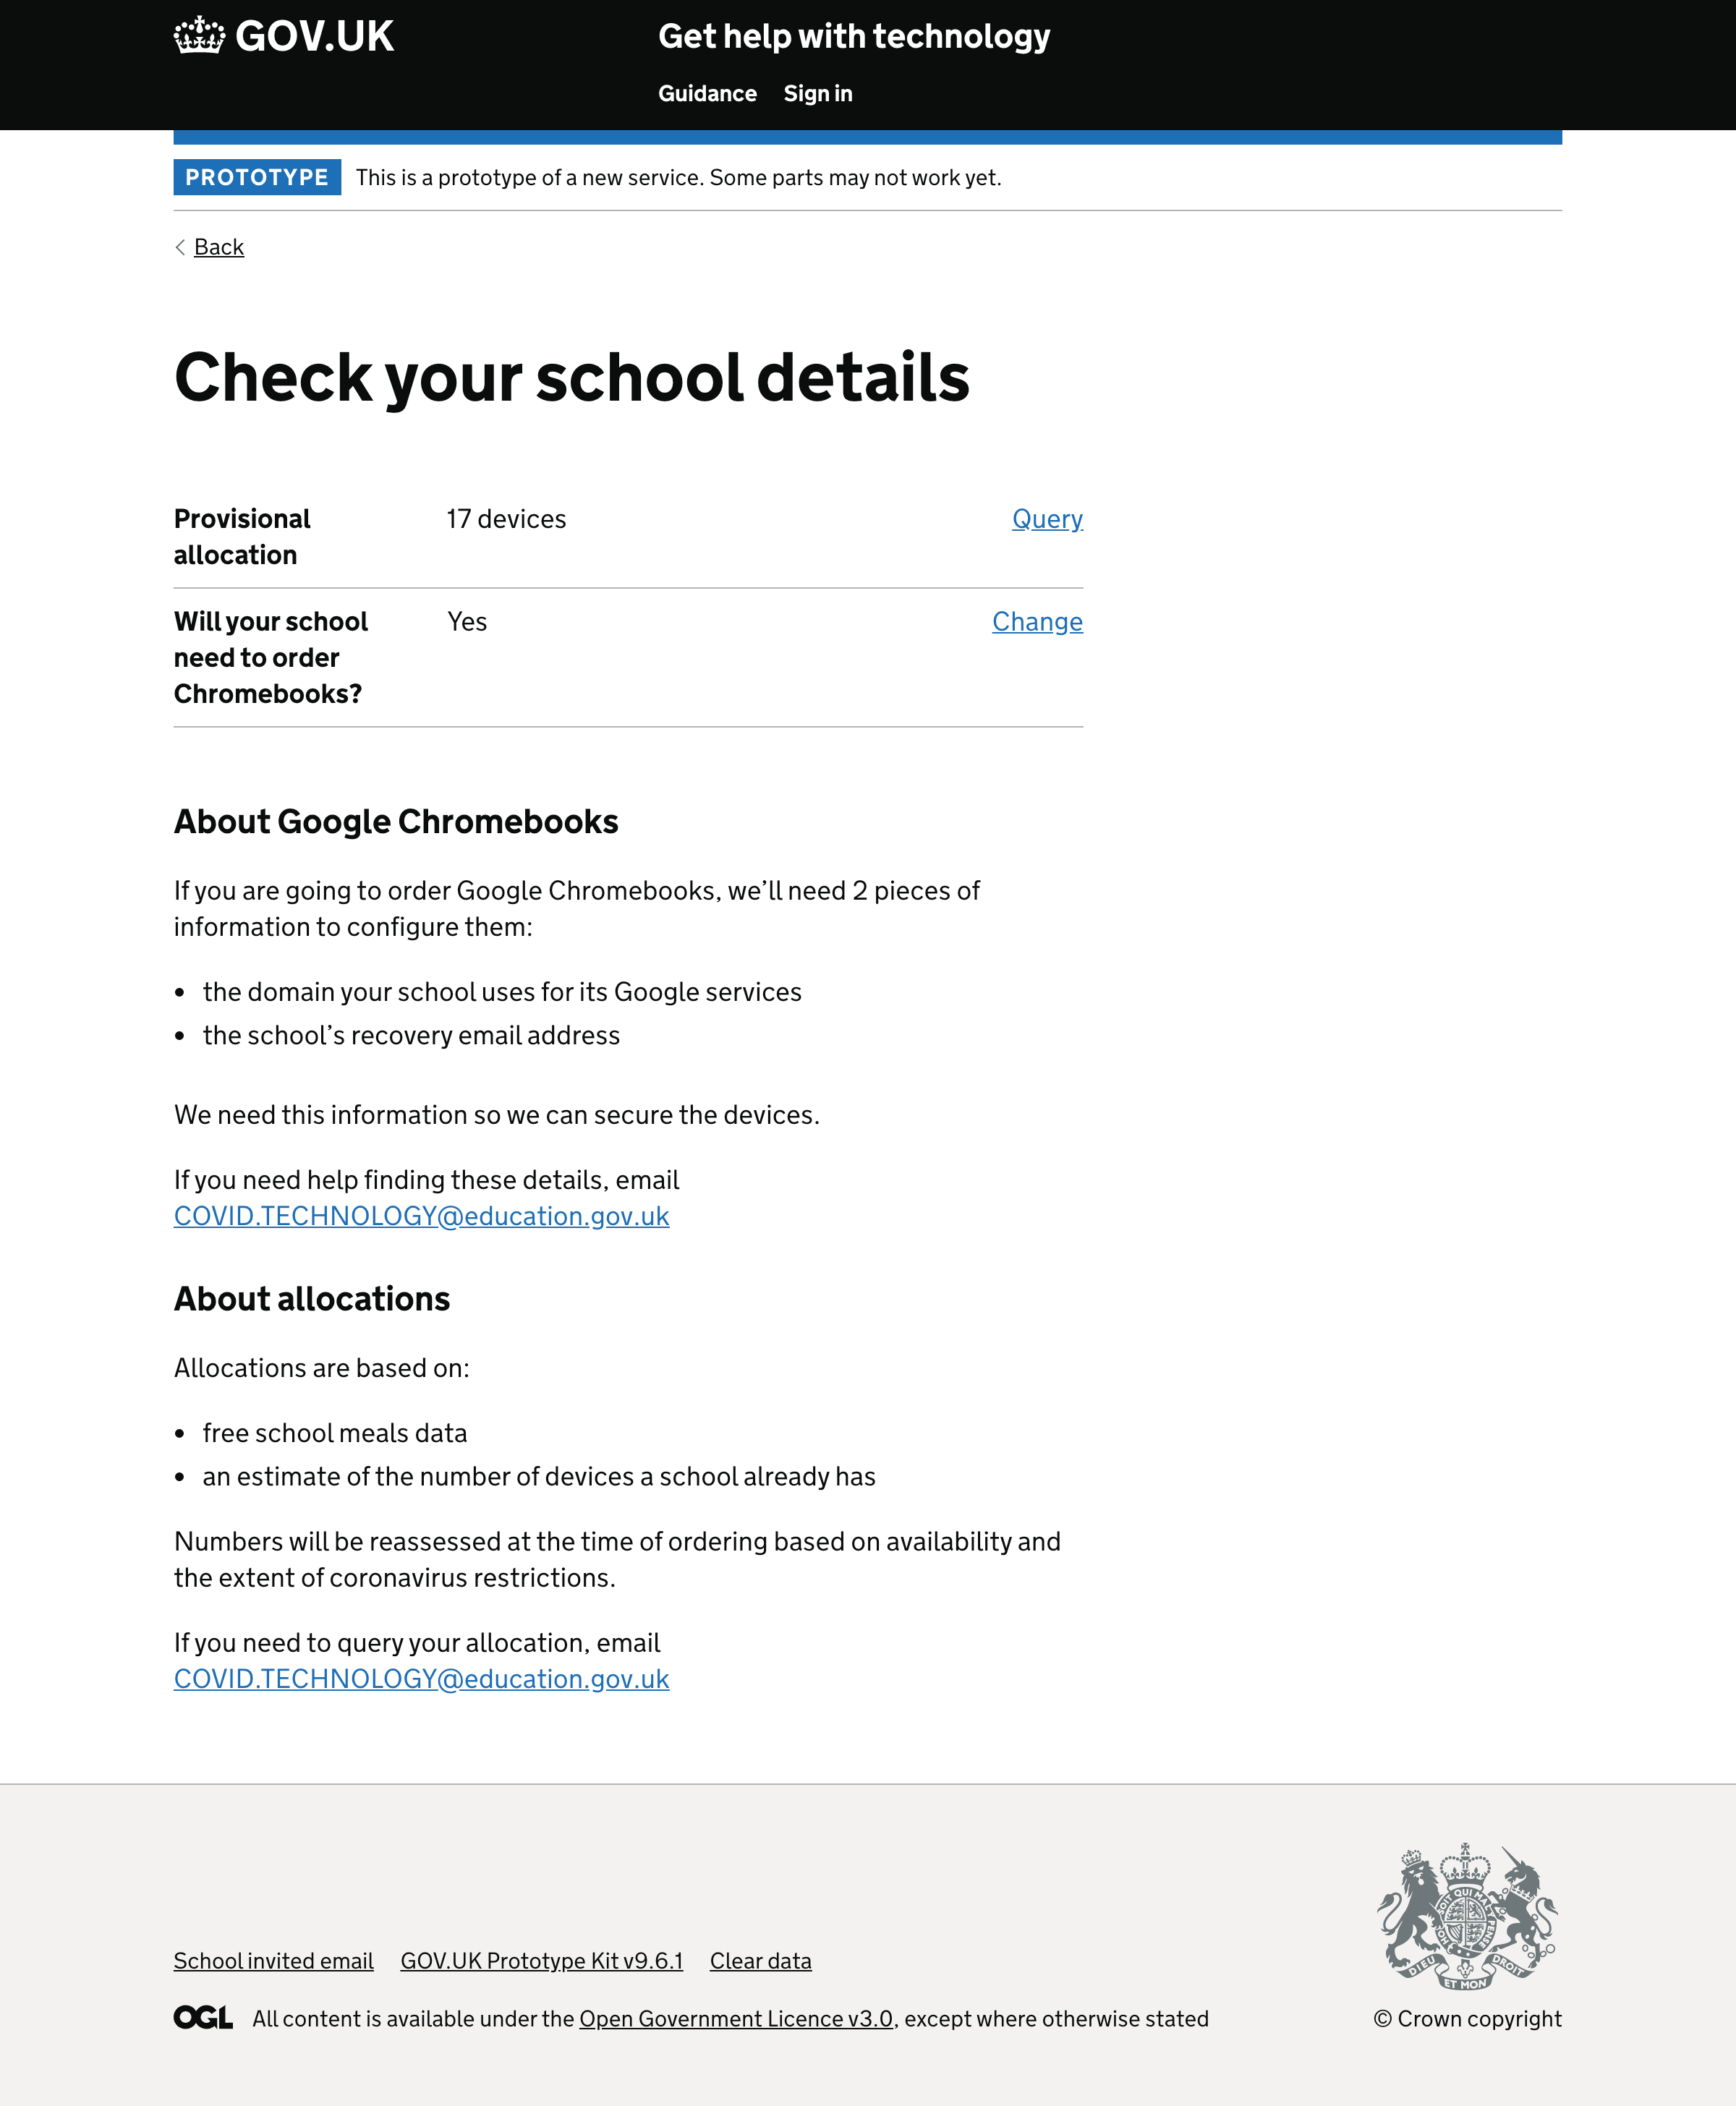 GOV.UK
Get help with technology
Guidance Sign in
PROTOTYPE This is a prototype of a new service. Some parts may not work yet.
Back
Check your school details
Provisional allocation 17 devices Query
Will your school need to order Chromebooks? Yes Change
About Google Chromebooks
If you are going to order Google Chromebooks, we’ll need 2 pieces of
information to configure them:
• the domain your school uses for its Google services
• the school’s recovery email address
We need this information so we can secure the devices.
If you need help finding these details, email
COVID.TECHNOLOGY@education.gov.uk
About allocations
Allocations are based on:
• free school meals data
• an estimate of the number of devices a school already has
Numbers will be reassessed at the time of ordering based on availability and
the extent of coronavirus restrictions.
If you need to query your allocation, email
COVID.TECHNOLOGY@education.gov.uk
School invited email GOV.UK Prototype Kit v9.6.1 Clear data
OGL All content is available under the Open Government Licence v3.0, except where otherwise stated
DIEU ET MON DROIT
© Crown copyright